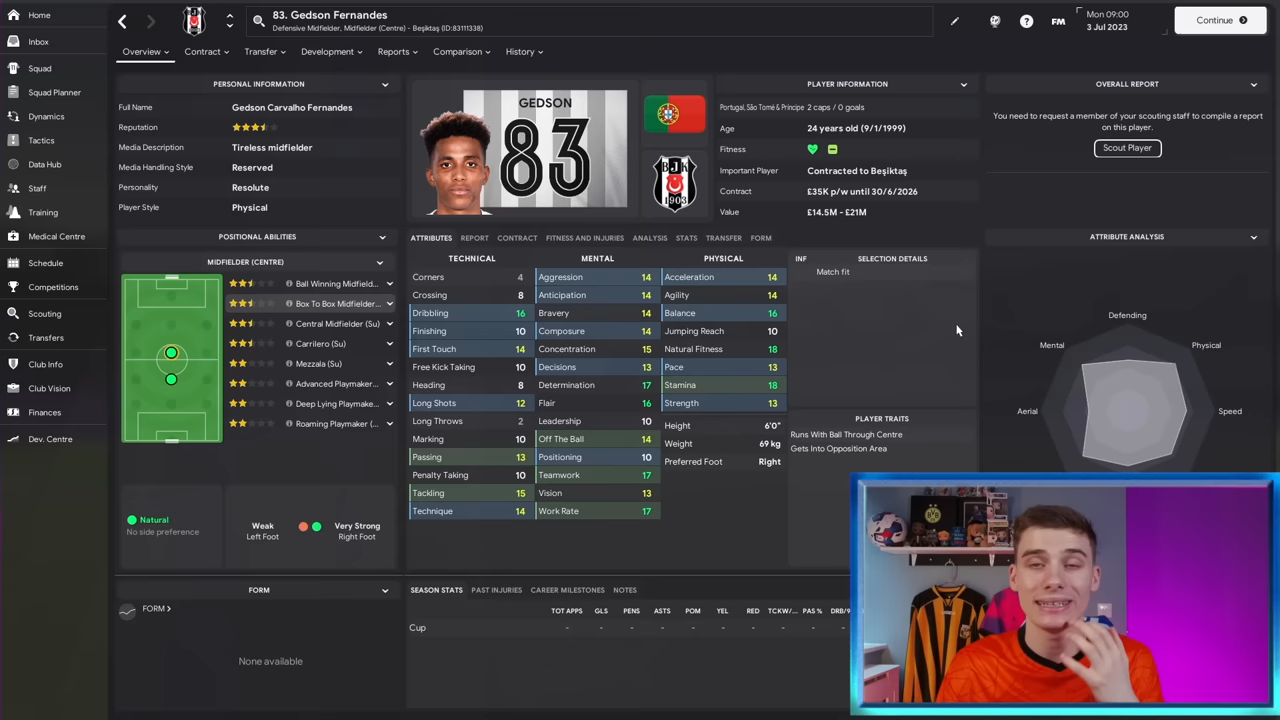 Home
Inbox
Squad
Squad Planner
Dynamics
Tactics
Data Hub
Staff
Training
Medical Centre
Schedule
Competitions
Scouting
Transfers
Club Info
Club Vision
Finances
Dev. Centre
83. Gedson Fernandes
Defensive Midfielder, Midfielder (Centre) - Beşiktaş (ID:83111338)
FM
Mon 09:00
3 Jul 2023
Continue
Overview Contract Transfer Development Reports Comparison History
PERSONAL INFORMATION
Full Name Gedson Carvalho Fernandes
Reputation
Media Description Tireless midfielder
Media Handling Style Reserved
Personality Resolute
Player Style Physical
GEDSON
83
BJK
1903
PLAYER INFORMATION
Portugal, São Tomé & Príncipe 2 caps / 0 goals
Age 24 years old (9/1/1999)
Fitness
Important Player Contracted to Beşiktaş
Contract £35K p/w until 30/6/2026
Value £14.5M - £21M
OVERALL REPORT
You need to request a member of your scouting staff to compile a report
on this player.
Scout Player
POSITIONAL ABILITIES
MIDFIELDER (CENTRE)
Ball Winning Midfield...
Box To Box Midfielder...
Central Midfielder (Su)
Carrilero (Su)
Mezzala (Su)
Advanced Playmaker...
Deep Lying Playmake...
Roaming Playmaker (...
Natural
No side preference
Weak
Left Foot
Very Strong
Right Foot
ATTRIBUTES REPORT CONTRACT FITNESS AND INJURIES ANALYSIS STATS TRANSFER FORM
TECHNICAL MENTAL PHYSICAL
Corners 4 Aggression 14 Acceleration 14
Crossing 8 Anticipation 14 Agility 14
Dribbling 16 Bravery 14 Balance 16
Finishing 10 Composure 14 Jumping Reach 10
First Touch 14 Concentration 15 Natural Fitness 18
Free Kick Taking 10 Decisions 13 Pace 13
Heading 8 Determination 17 Stamina 18
Long Shots 12 Flair 16 Strength 13
Long Throws 2 Leadership 10
Marking 10 Off The Ball 14
Passing 13 Positioning 10
Penalty Taking 10 Teamwork 17
Tackling 15 Vision 13
Technique 14 Work Rate 17
Height 6'0"
Weight 69 kg
Preferred Foot Right
INF SELECTION DETAILS
Match fit
PLAYER TRAITS
Runs With Ball Through Centre
Gets Into Opposition Area
ATTRIBUTE ANALYSIS
Defending
Mental Physical
Aerial Speed
FORM
FORM
None available
SEASON STATS PAST INJURIES CAREER MILESTONES NOTES
TOT APPS GLS PENS ASTS POM YEL RED TCKW/... PAS % DRB/9
Cup - - - - - - - - - -